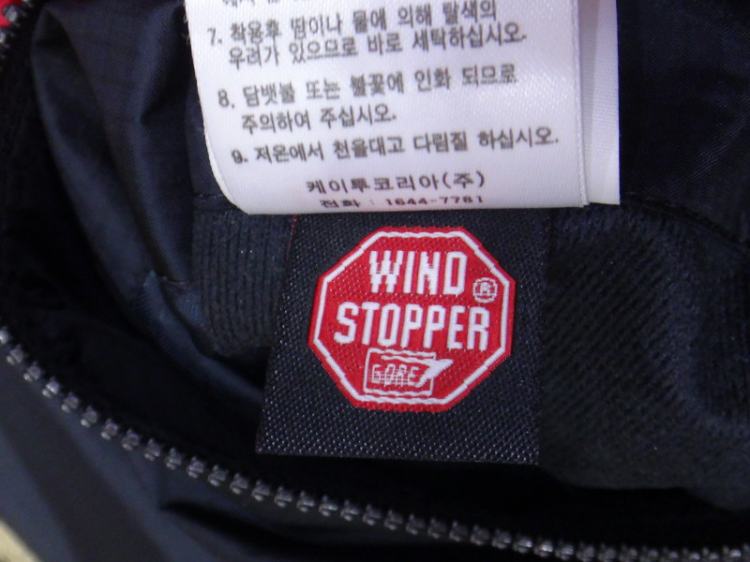 7. 착용후 땀이나 물에 의해 탈색의
우려가 있으므로 바로 세탁하십시오.
8. 담뱃불 또는 불꽃에 인화 되므로
주의하여 주십시오.
9. 저온에서 천을대고 다림질 하십시오.
케이투코리아(주)
전화 : 1644-7781
WIND
®
STOPPER
GORE